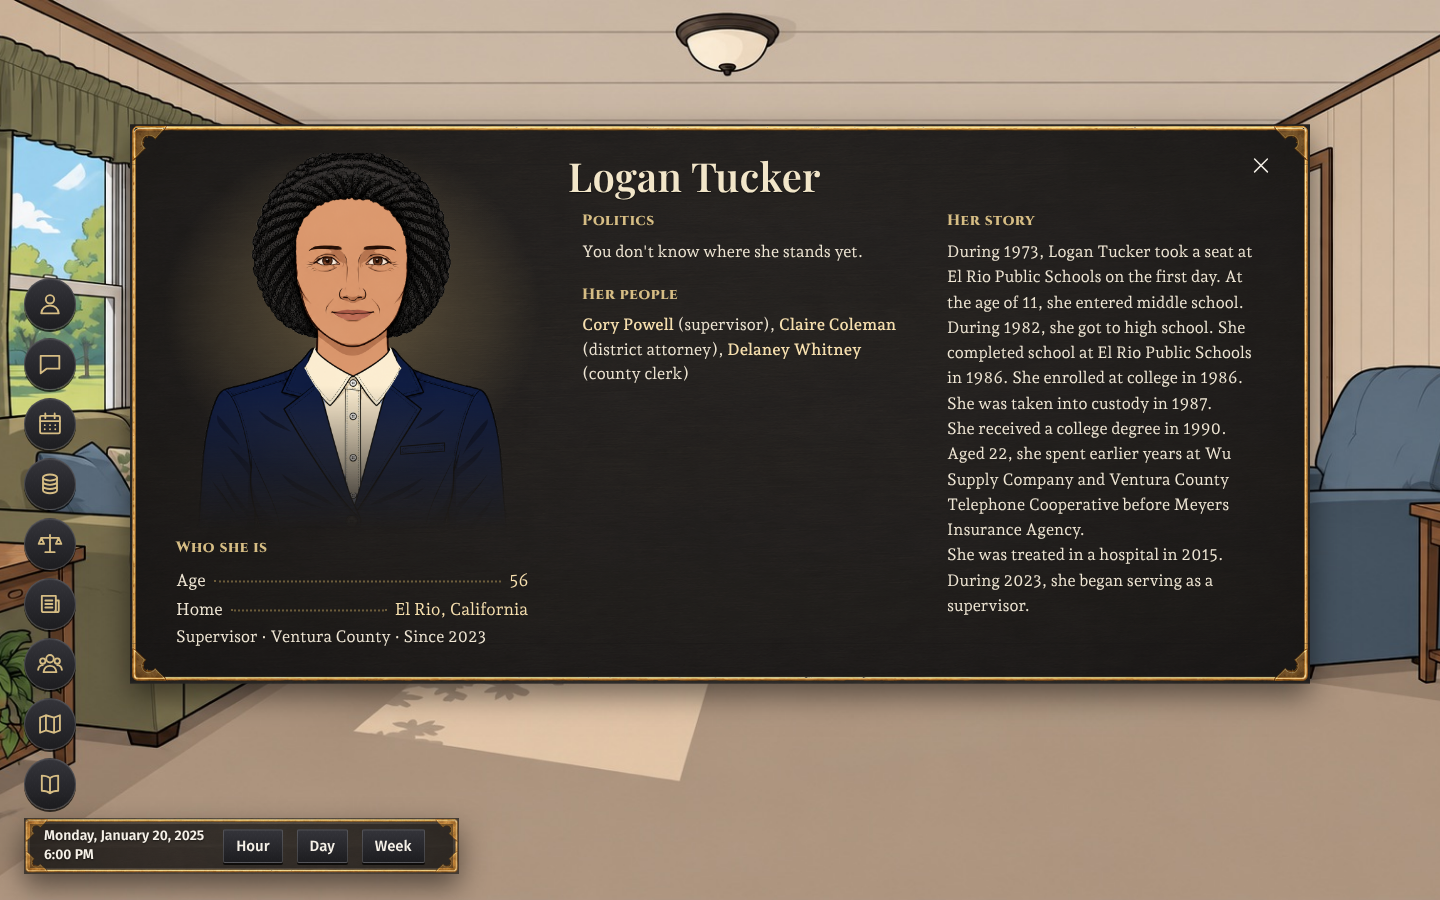 Logan Tucker
Politics
You don't know where she stands yet.
Her people
Cory Powell (supervisor), Claire Coleman
(district attorney), Delaney Whitney
(county clerk)
Her story
During 1973, Logan Tucker took a seat at
El Rio Public Schools on the first day. At
the age of 11, she entered middle school.
During 1982, she got to high school. She
completed school at El Rio Public Schools
in 1986. She enrolled at college in 1986.
She was taken into custody in 1987.
She received a college degree in 1990.
Aged 22, she spent earlier years at Wu
Supply Company and Ventura County
Telephone Cooperative before Meyers
Insurance Agency.
She was treated in a hospital in 2015.
During 2023, she began serving as a
supervisor.
Who she is
Age 56
Home El Rio, California
Supervisor · Ventura County · Since 2023
Monday, January 20, 2025
6:00 PM
Hour
Day
Week